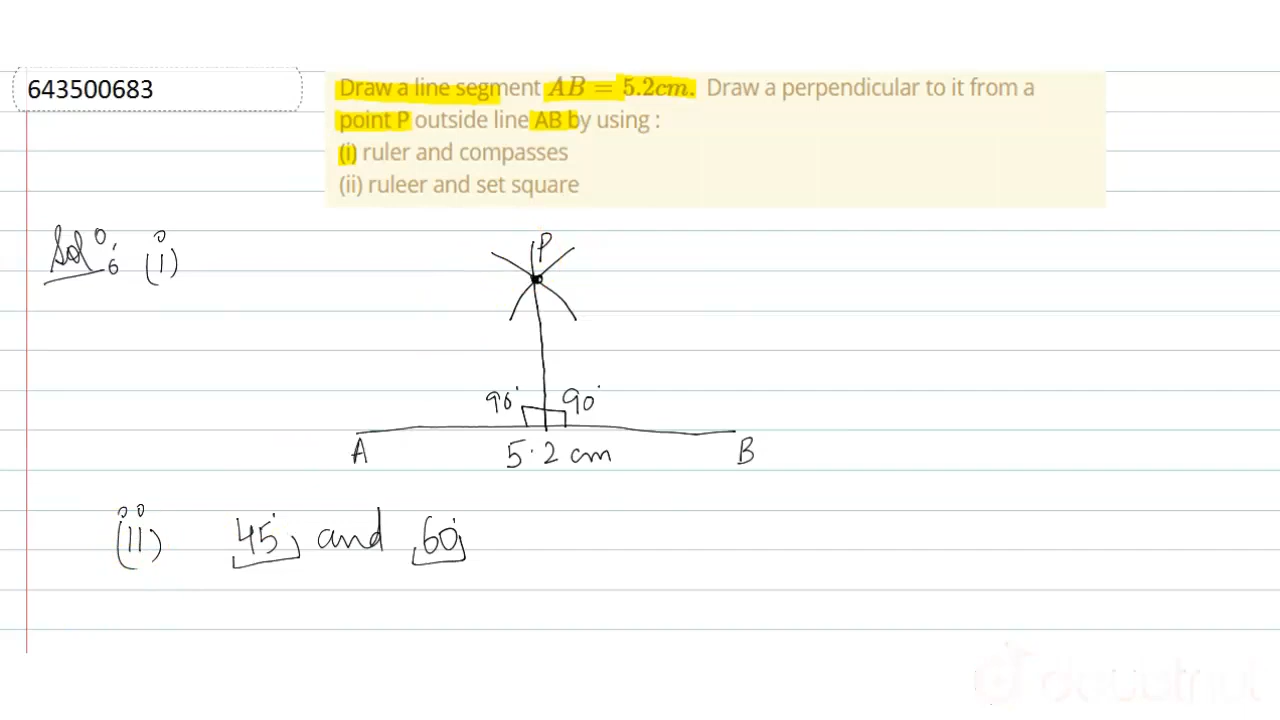 643500683
Draw a line segment AB = 5.2cm. Draw a perpendicular to it from a
point P outside line AB by using :
(i) ruler and compasses
(ii) ruleer and set square
Sol : (i)
P
90° 90°
A 5.2 cm B
(ii) 45° and 60°
doubtnut